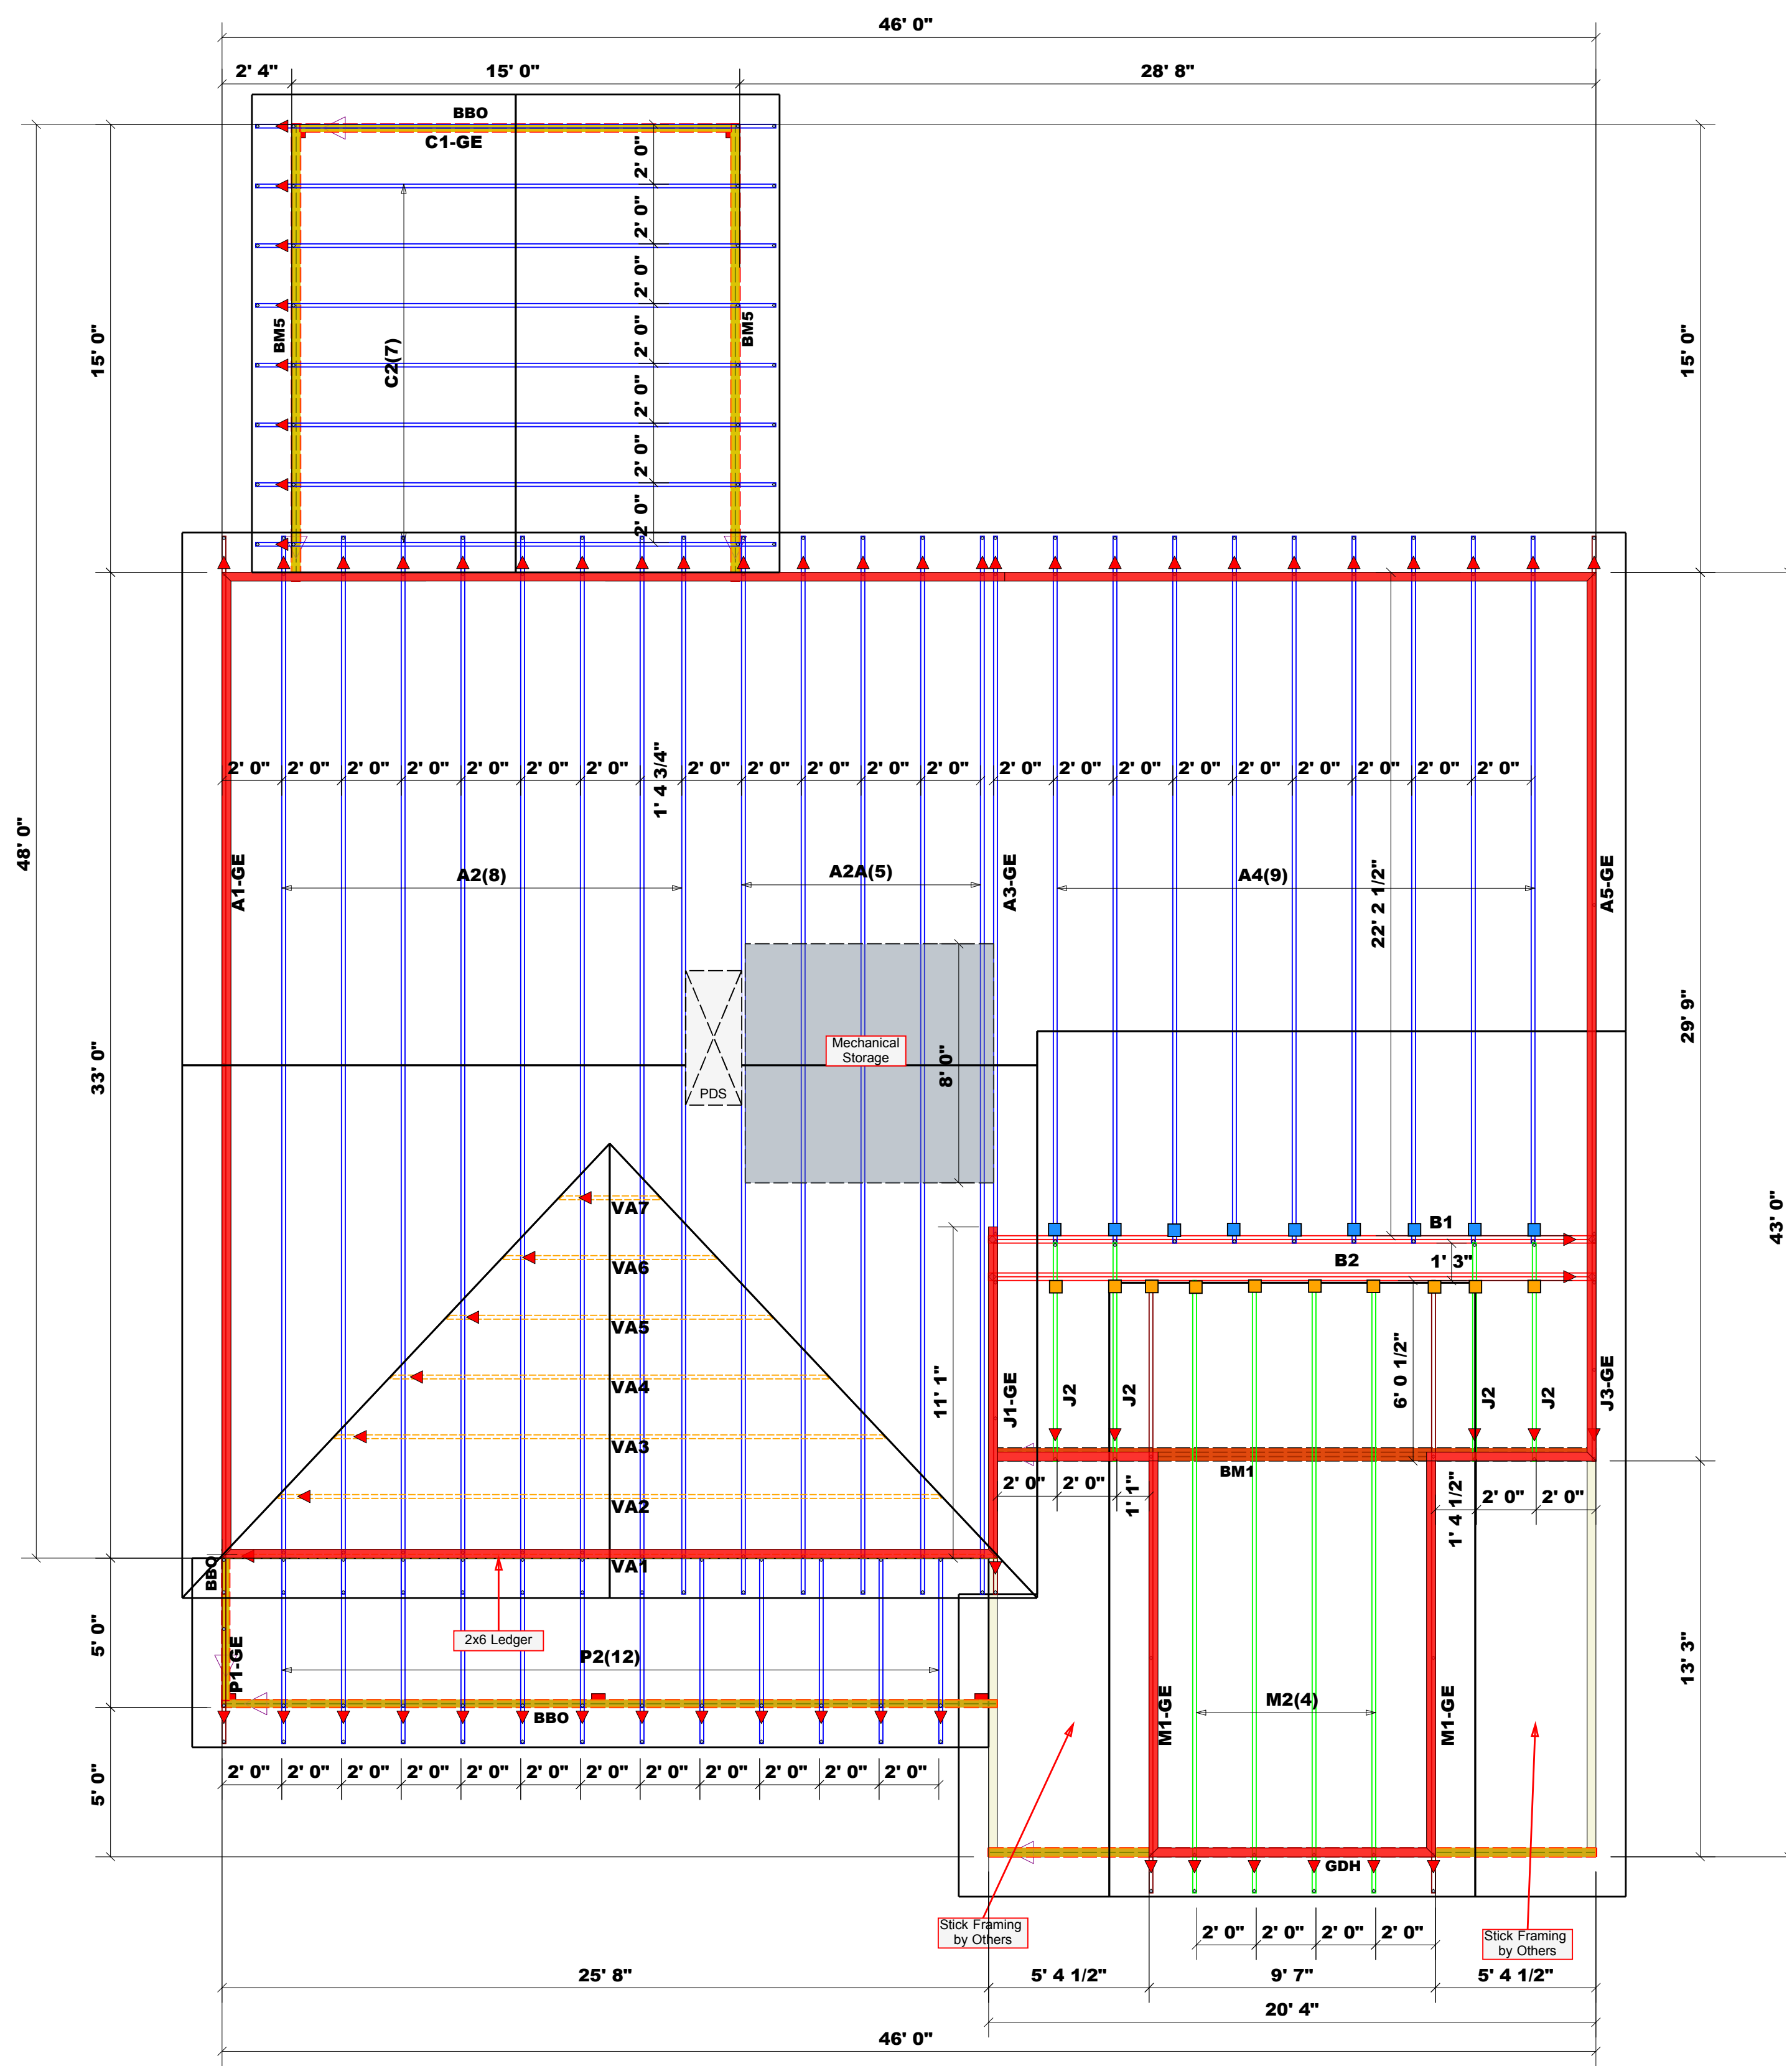 46' 0"
2' 4"
15' 0"
28' 8"
BBO
C1-GE
2' 0"
2' 0"
2' 0"
2' 0"
2' 0"
2' 0"
2' 0"
BM5
BM5
C2(7)
15' 0"
15' 0"
48' 0"
33' 0"
2' 0"
2' 0"
2' 0"
2' 0"
2' 0"
2' 0"
2' 0"
1' 4 3/4"
2' 0"
2' 0"
2' 0"
2' 0"
2' 0"
2' 0"
2' 0"
2' 0"
2' 0"
2' 0"
2' 0"
2' 0"
2' 0"
2' 0"
A1-GE
A2(8)
A2A(5)
A3-GE
A4(9)
22' 2 1/2"
A5-GE
29' 9"
43' 0"
Mechanical
Storage
8' 0"
PDS
VA7
VA6
VA5
VA4
VA3
VA2
VA1
11' 1"
B1
B2
1' 3"
J1-GE
J2
J2
6' 0 1/2"
J2
J2
J3-GE
BM1
2' 0"
2' 0"
1' 1"
1' 4 1/2"
2' 0"
2' 0"
BBO
P1-GE
2x6 Ledger
P2(12)
BBO
5' 0"
5' 0"
13' 3"
M1-GE
M2(4)
M1-GE
2' 0"
2' 0"
2' 0"
2' 0"
2' 0"
2' 0"
2' 0"
2' 0"
2' 0"
2' 0"
2' 0"
2' 0"
GDH
Stick Framing
by Others
Stick Framing
by Others
2' 0"
2' 0"
2' 0"
2' 0"
25' 8"
5' 4 1/2"
9' 7"
5' 4 1/2"
20' 4"
46' 0"